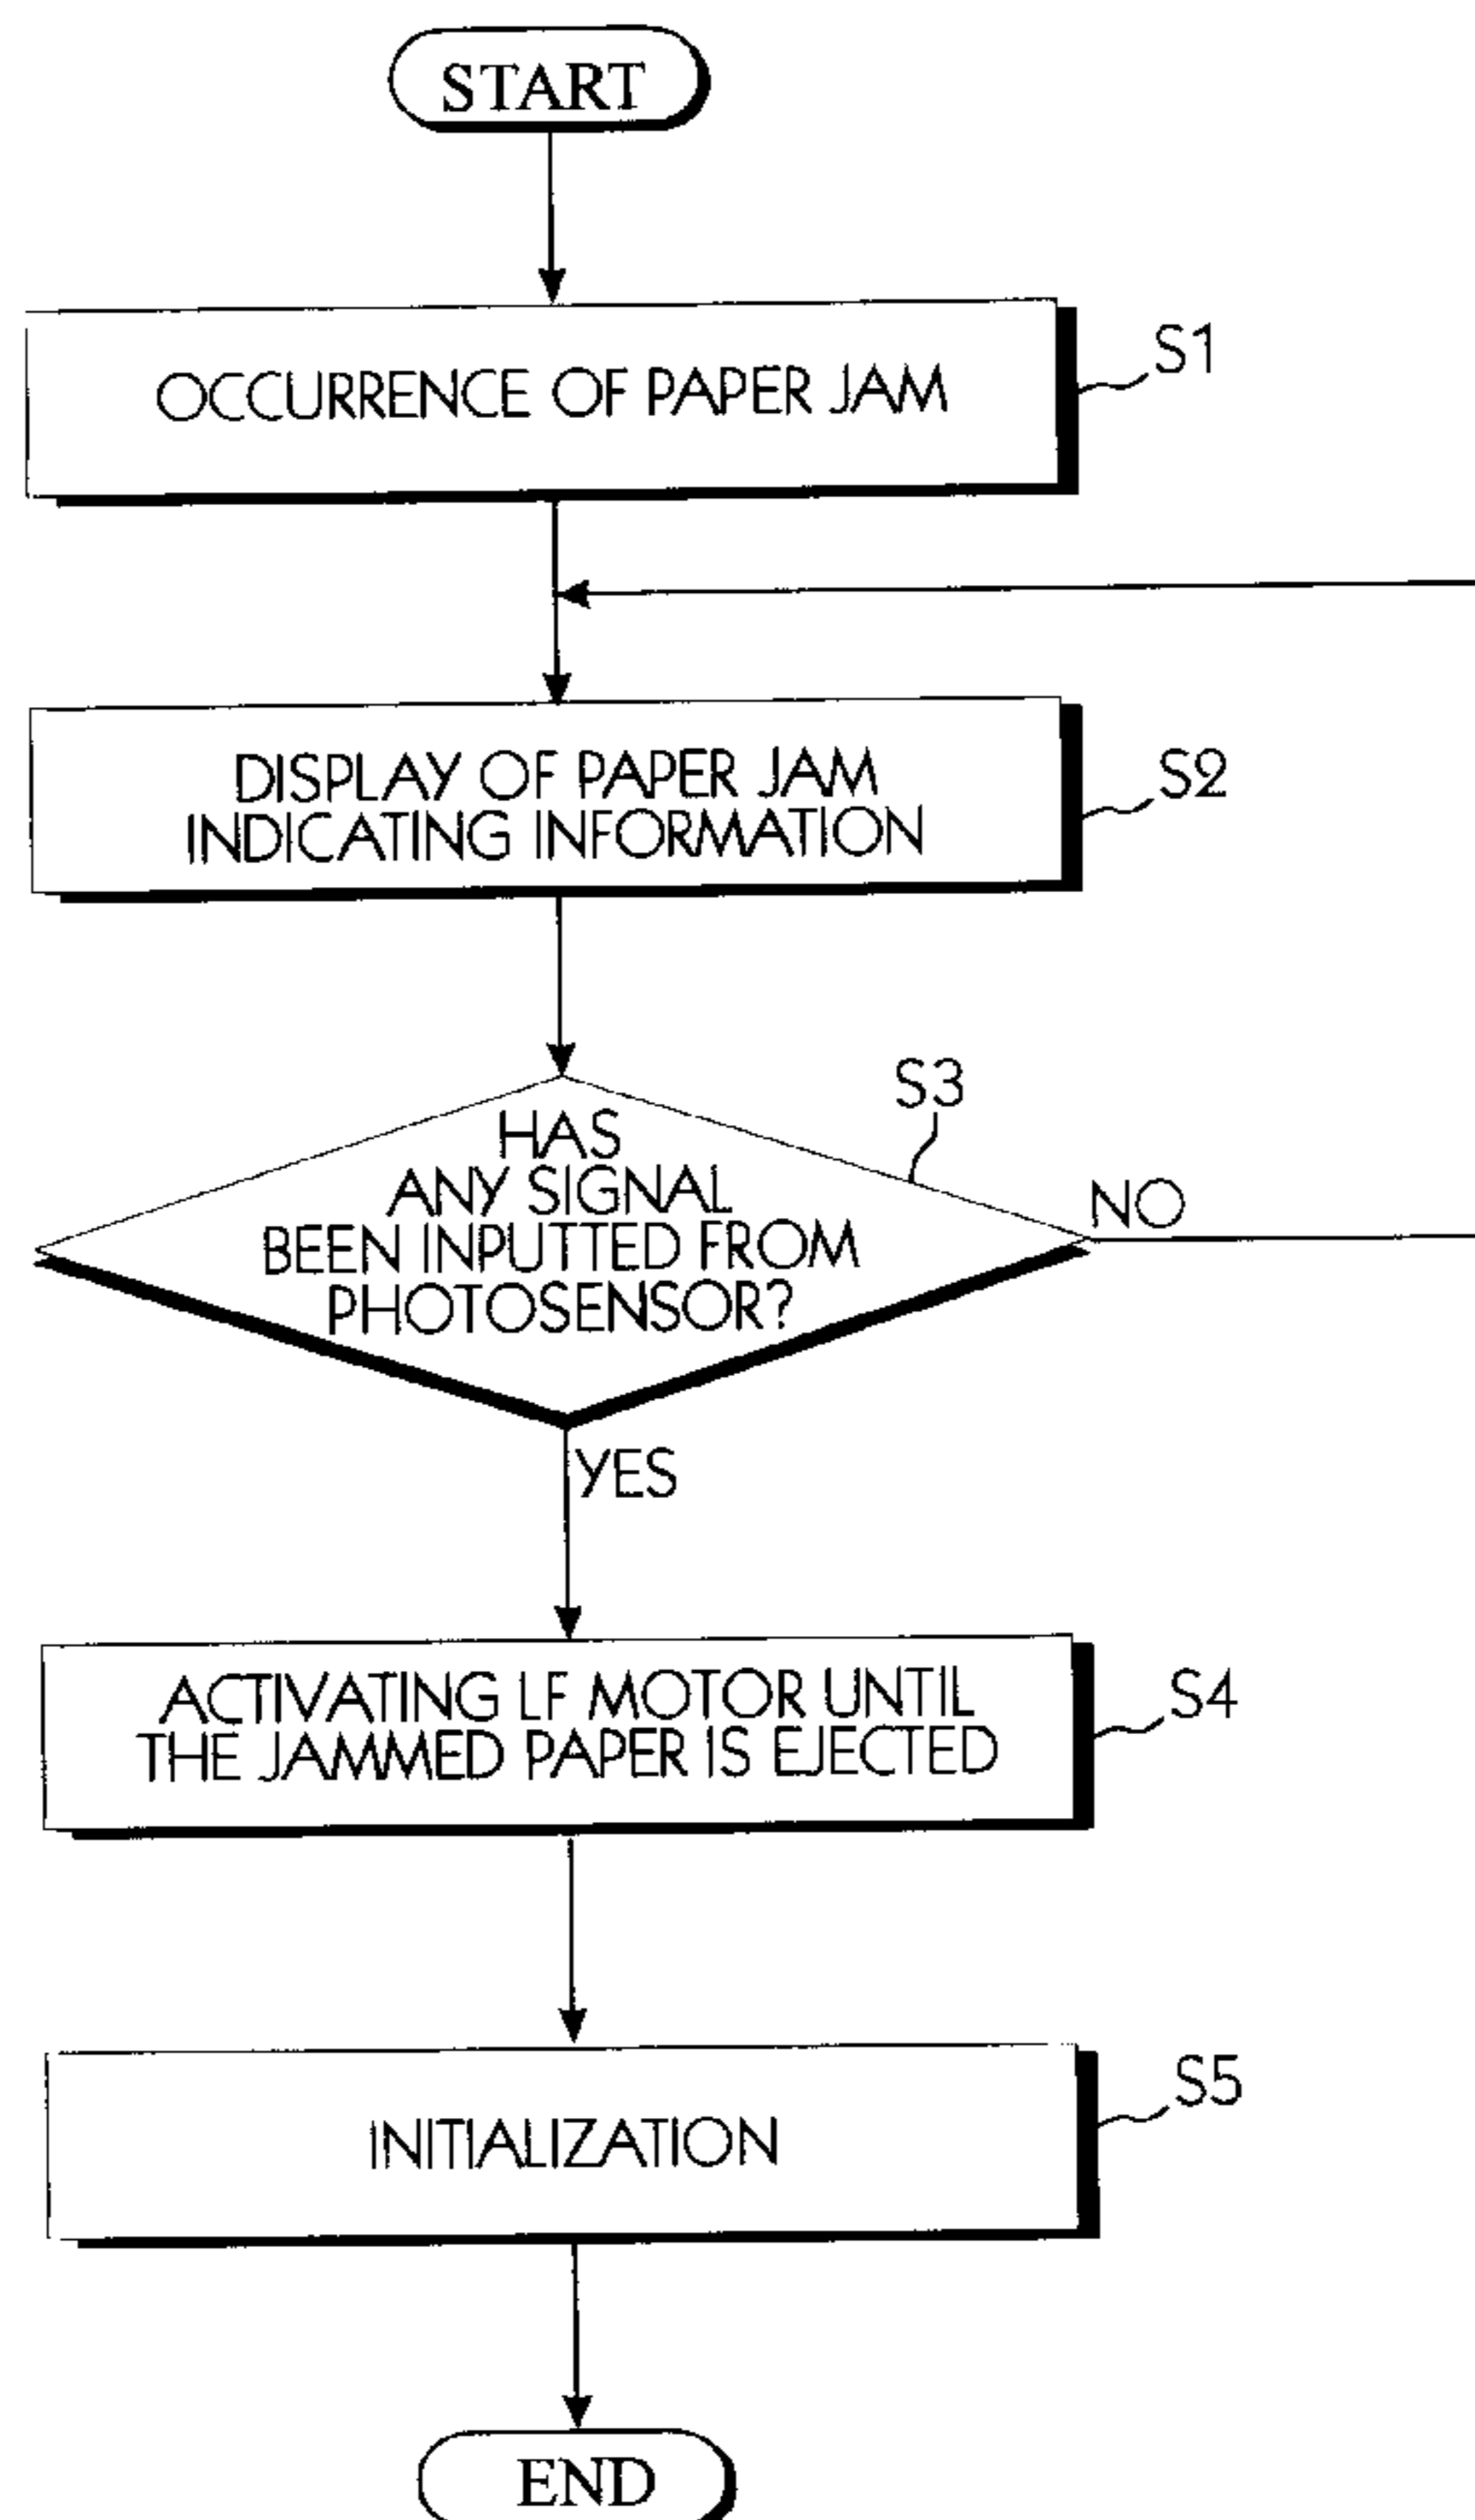 START
OCCURRENCE OF PAPER JAM
S1
DISPLAY OF PAPER JAM
INDICATING INFORMATION
S2
S3
HAS
ANY SIGNAL
BEEN INPUTTED FROM
PHOTOSENSOR?
NO
YES
ACTIVATING LF MOTOR UNTIL
THE JAMMED PAPER IS EJECTED
S4
INITIALIZATION
S5
END